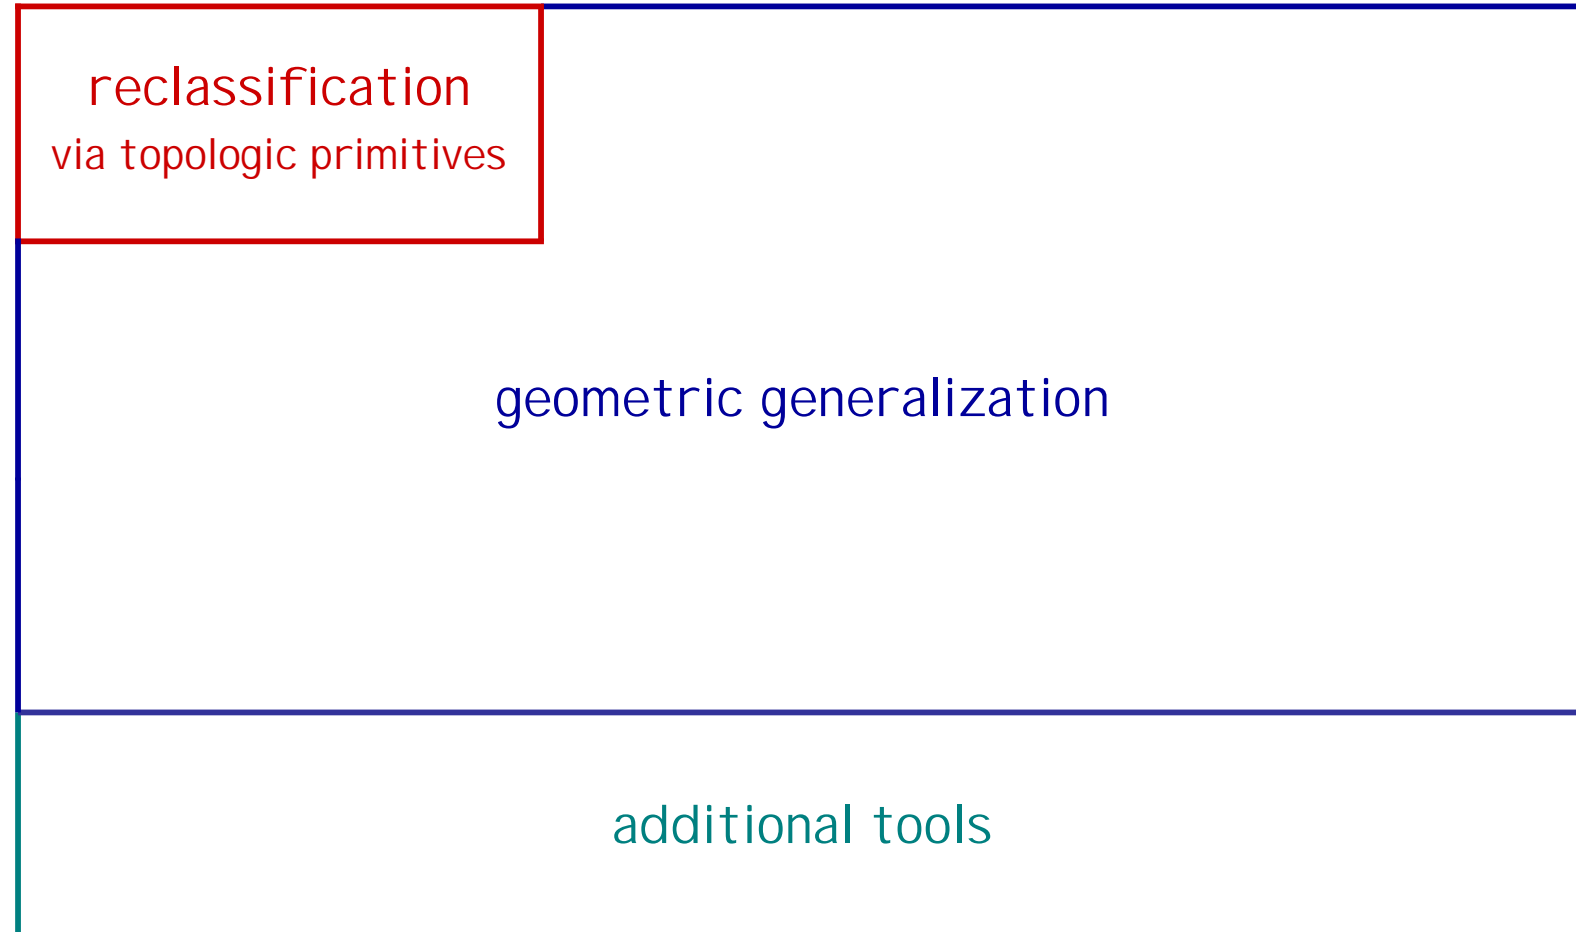 reclassification
via topologic primitives
geometric generalization
additional tools